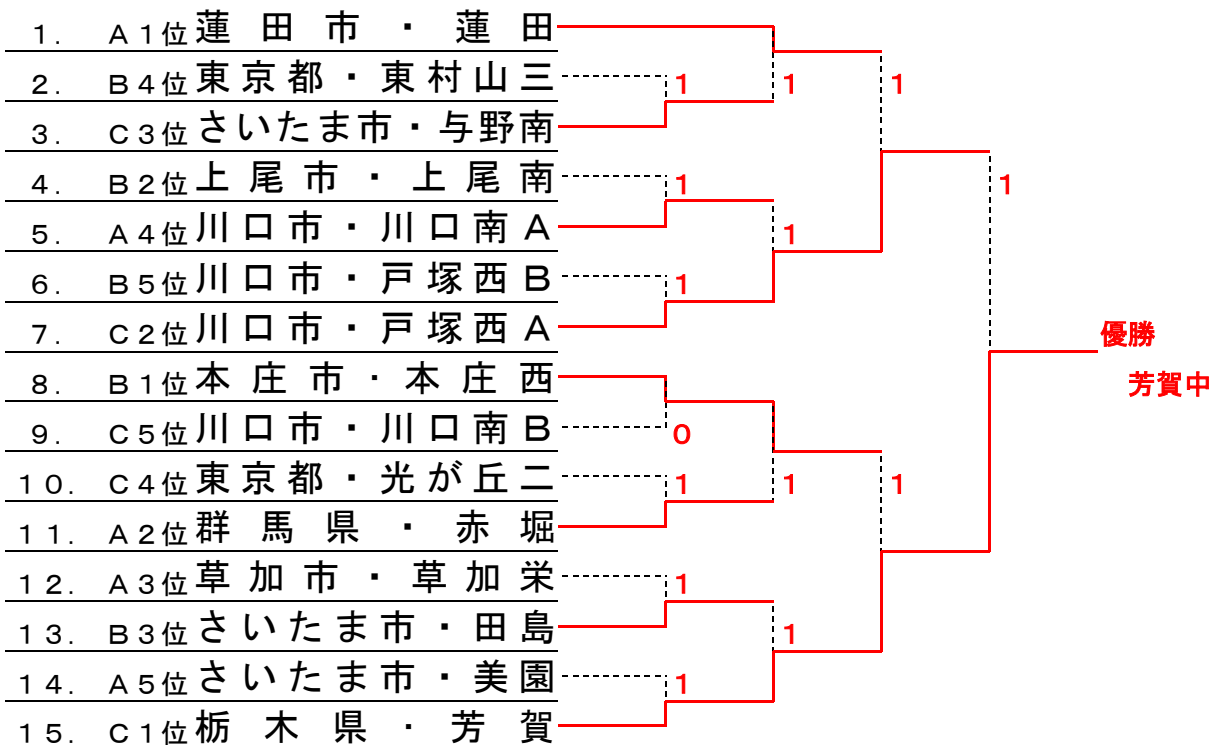 １．　Ａ１位 蓮田市・蓮田
２．　Ｂ４位 東京都・東村山三
３．　Ｃ３位 さいたま市・与野南
４．　Ｂ２位 上尾市・上尾南
５．　Ａ４位 川口市・川口南Ａ
６．　Ｂ５位 川口市・戸塚西Ｂ
７．　Ｃ２位 川口市・戸塚西Ａ
８．　Ｂ１位 本庄市・本庄西
９．　Ｃ５位 川口市・川口南Ｂ
１０．　Ｃ４位 東京都・光が丘二
１１．　Ａ２位 群馬県・赤堀
１２．　Ａ３位 草加市・草加栄
１３．　Ｂ３位 さいたま市・田島
１４．　Ａ５位 さいたま市・美園
１５．　Ｃ１位 栃木県・芳賀
1
1
1
0
1
1
1
1
1
1
1
1
1
1
優勝
芳賀中